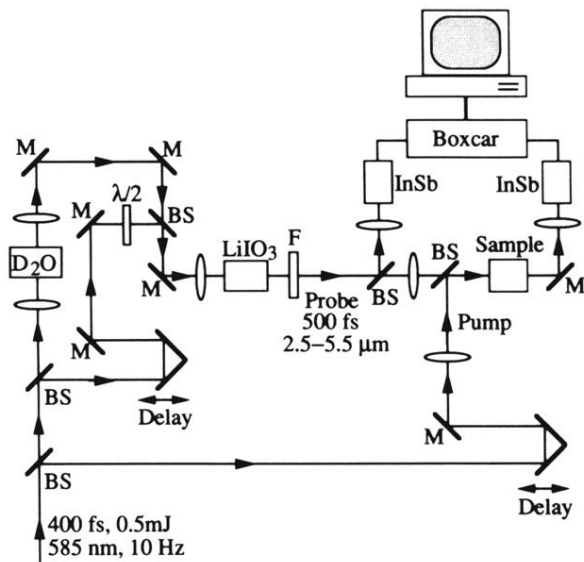 Boxcar
M
M
InSb
InSb
λ/2
M
BS
D₂O
LiIO₃
F
BS
Sample
M
Probe
BS
M
500 fs
Pump
2.5–5.5 μm
M
BS
Delay
M
BS
Delay
400 fs, 0.5mJ
585 nm, 10 Hz